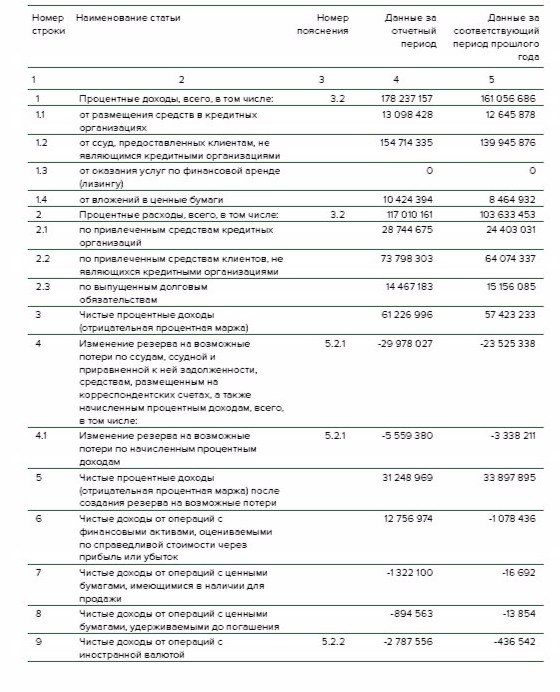 Номер Наименование статьи Номер Данные за Данные за
строки пояснения отчетный соответствующий
период период прошлого
года
1 2 3 4 5
1 Процентные доходы, всего, в том числе: 3.2 178 237 157 161 056 686
1.1 от размещения средств в кредитных 13 098 428 12 645 878
организациях
1.2 от ссуд, предоставленных клиентам, не 154 714 335 139 945 876
являющимся кредитными организациями
1.3 от оказания услуг по финансовой аренде 0 0
(лизингу)
1.4 от вложений в ценные бумаги 10 424 394 8 464 932
2 Процентные расходы, всего, в том числе: 3.2 117 010 161 103 633 453
2.1 по привлеченным средствам кредитных 28 744 675 24 403 031
организаций
2.2 по привлеченным средствам клиентов, не 73 798 303 64 074 337
являющихся кредитными организациями
2.3 по выпущенным долговым 14 467 183 15 156 085
обязательствам
3 Чистые процентные доходы 61 226 996 57 423 233
(отрицательная процентная маржа)
4 Изменение резерва на возможные 5.2.1 -29 978 027 -23 525 338
потери по ссудам, ссудной и
приравненной к ней задолженности,
средствам, размещенным на
корреспондентских счетах, а также
начисленным процентным доходам, всего,
в том числе:
4.1 Изменение резерва на возможные 5.2.1 -5 559 380 -3 338 211
потери по начисленным процентным
доходам
5 Чистые процентные доходы 31 248 969 33 897 895
(отрицательная процентная маржа) после
создания резерва на возможные потери
6 Чистые доходы от операций с 12 756 974 -1 078 436
финансовыми активами, оцениваемыми
по справедливой стоимости через
прибыль или убыток
7 Чистые доходы от операций с ценными -1 322 100 -16 692
бумагами, имеющимися в наличии для
продажи
8 Чистые доходы от операций с ценными -894 563 -13 854
бумагами, удерживаемыми до погашения
9 Чистые доходы от операций с 5.2.2 -2 787 556 -436 542
иностранной валютой